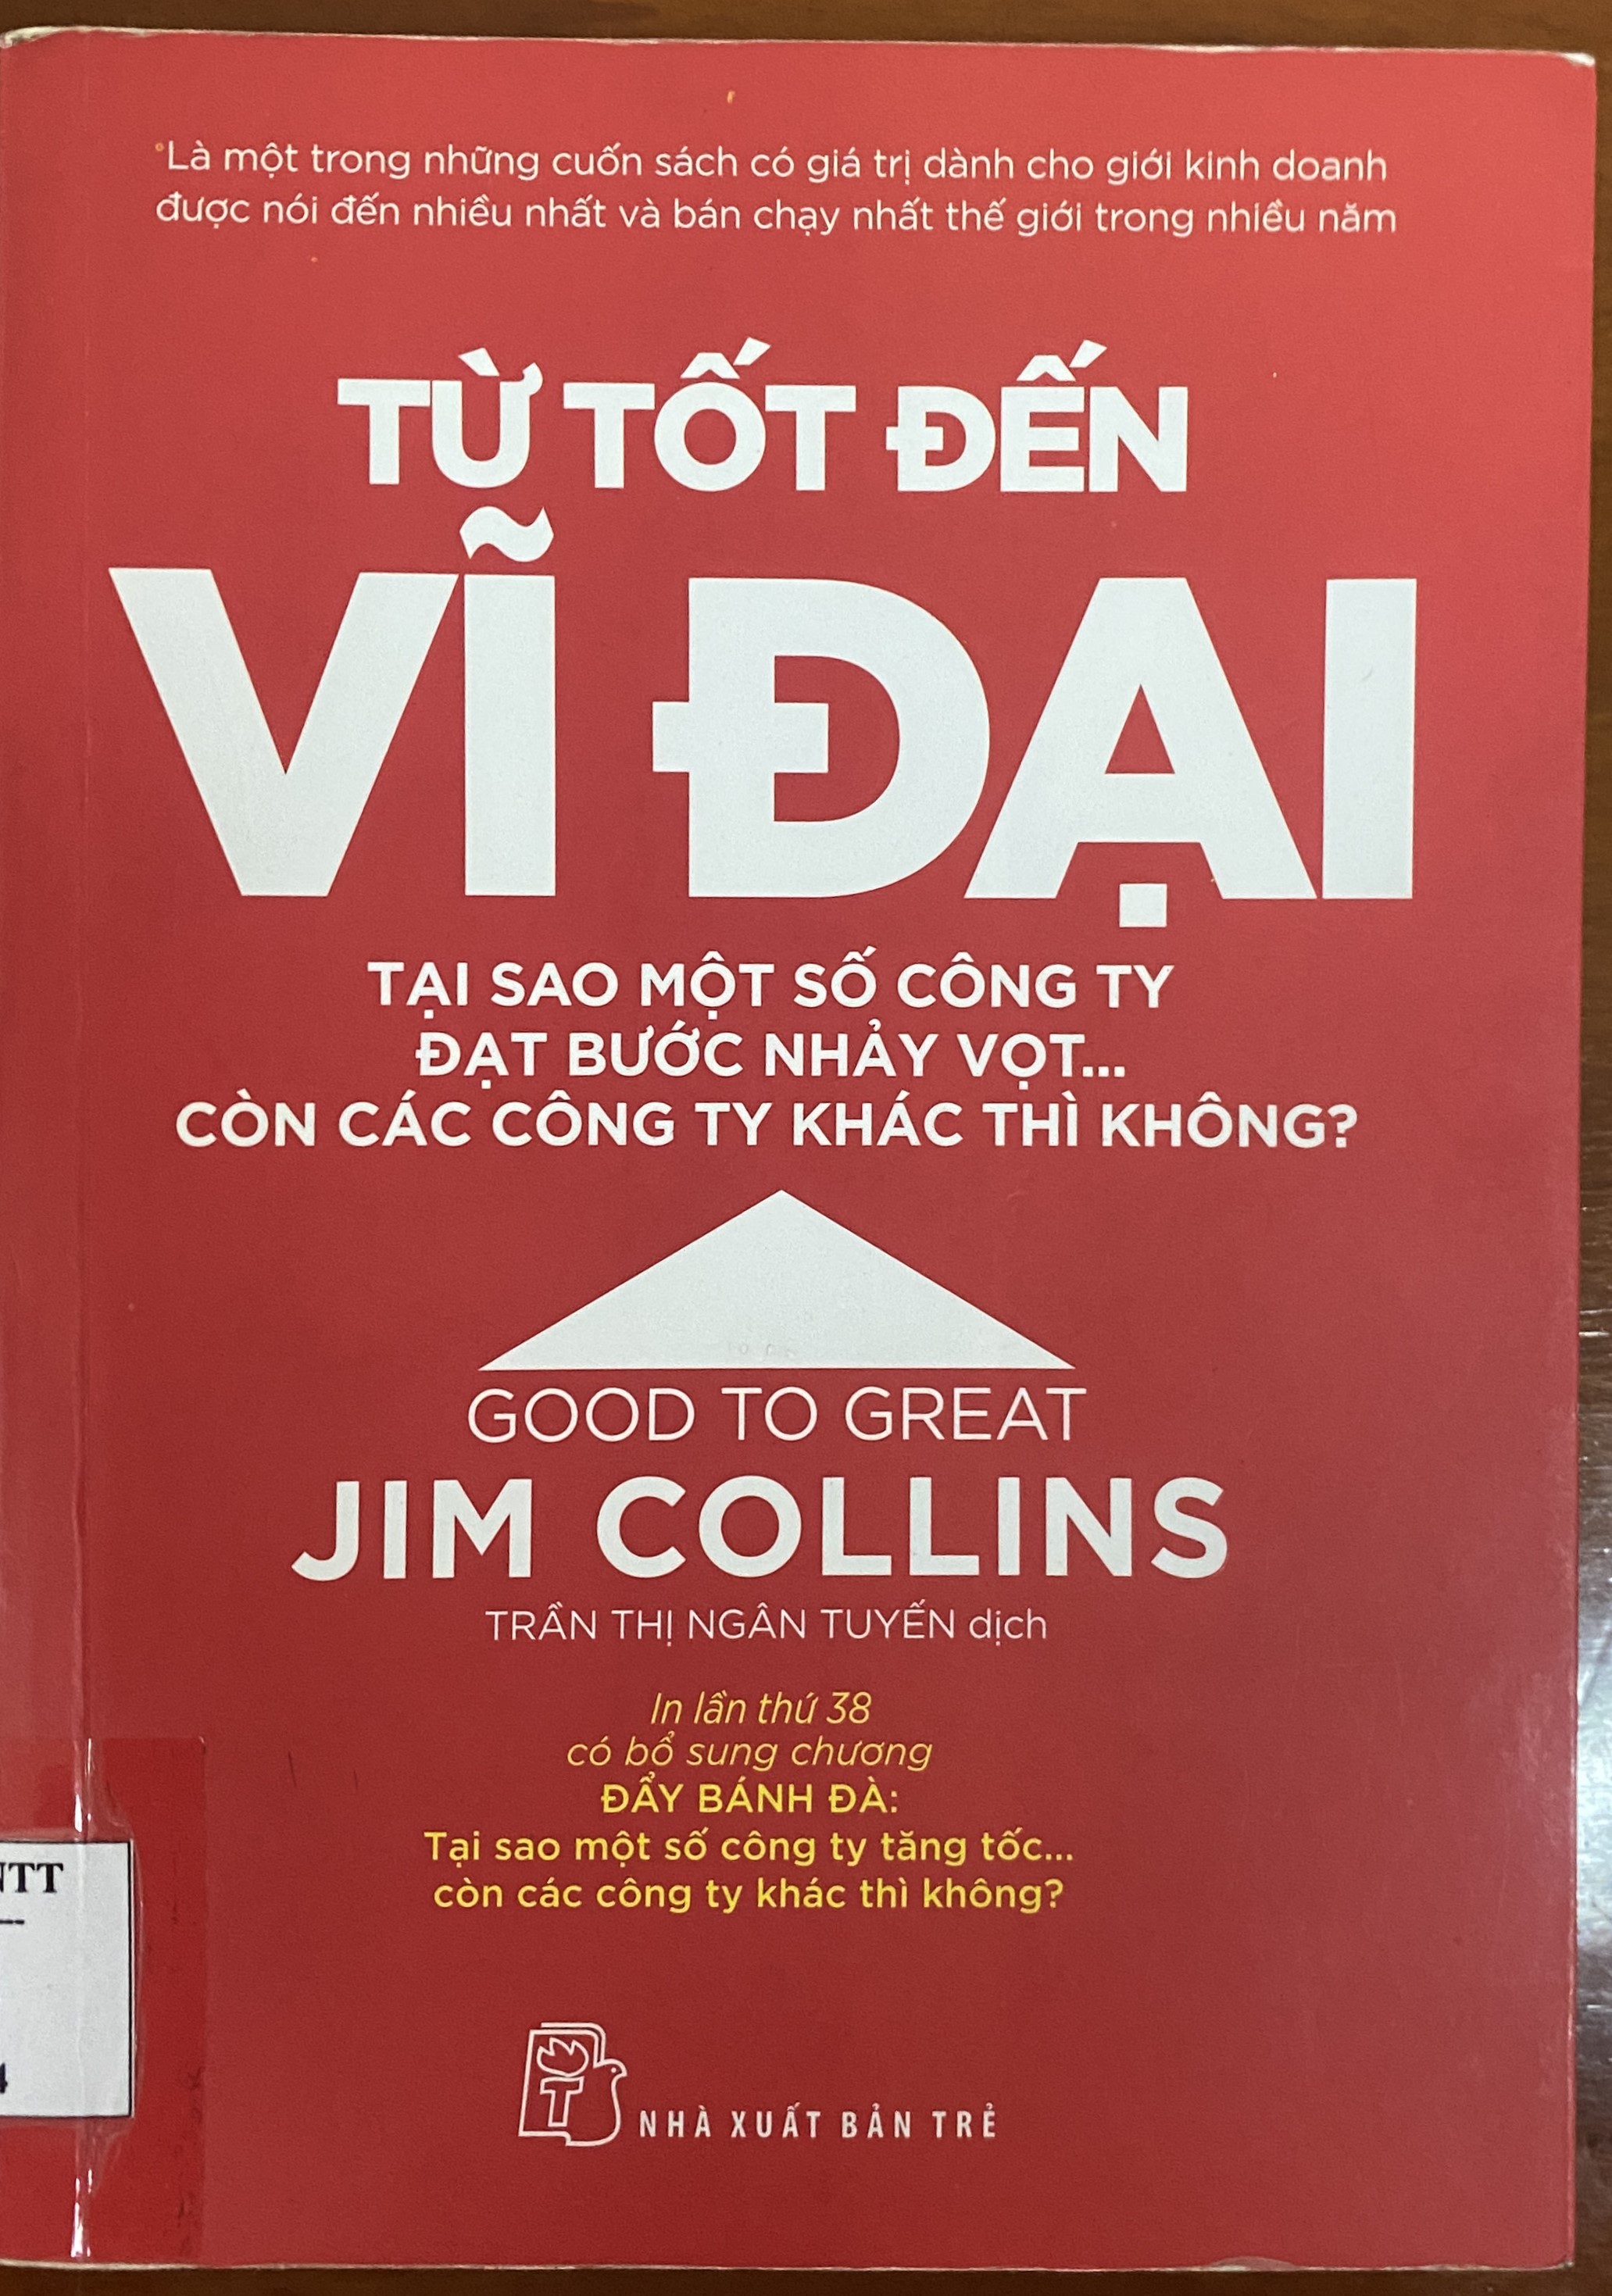 Là một trong những cuốn sách có giá trị dành cho giới kinh doanh
được nói đến nhiều nhất và bán chạy nhất thế giới trong nhiều năm
TỪ TỐT ĐẾN
VĨ ĐẠI
TẠI SAO MỘT SỐ CÔNG TY
ĐẠT BƯỚC NHẢY VỌT...
CÒN CÁC CÔNG TY KHÁC THÌ KHÔNG?
GOOD TO GREAT
JIM COLLINS
TRẦN THỊ NGÂN TUYẾN dịch
In lần thứ 38
có bổ sung chương
ĐẨY BÁNH ĐÀ:
Tại sao một số công ty tăng tốc...
còn các công ty khác thì không?
NTT
4
T
NHÀ XUẤT BẢN TRẺ